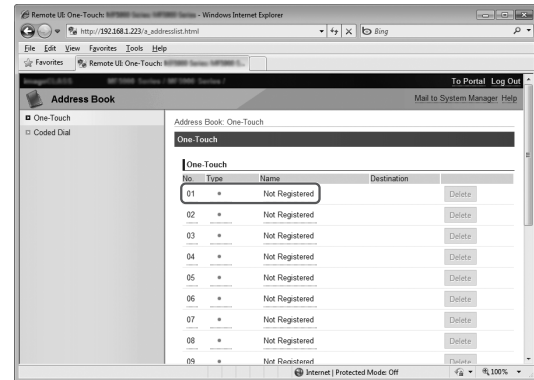 Remote UI: One-Touch: - Windows Internet Explorer
http://192.168.1.223/a_addresslist.html
Bing
File Edit View Favorites Tools Help
Favorites Remote UI: One-Touch:
To Portal Log Out
Address Book Mail to System Manager Help
One-Touch
Coded Dial
Address Book: One-Touch
One-Touch
One-Touch
No. Type Name Destination
01 Not Registered Delete
02 Not Registered Delete
03 Not Registered Delete
04 Not Registered Delete
05 Not Registered Delete
06 Not Registered Delete
07 Not Registered Delete
08 Not Registered Delete
09 Not Registered Delete
Internet | Protected Mode: Off 100%